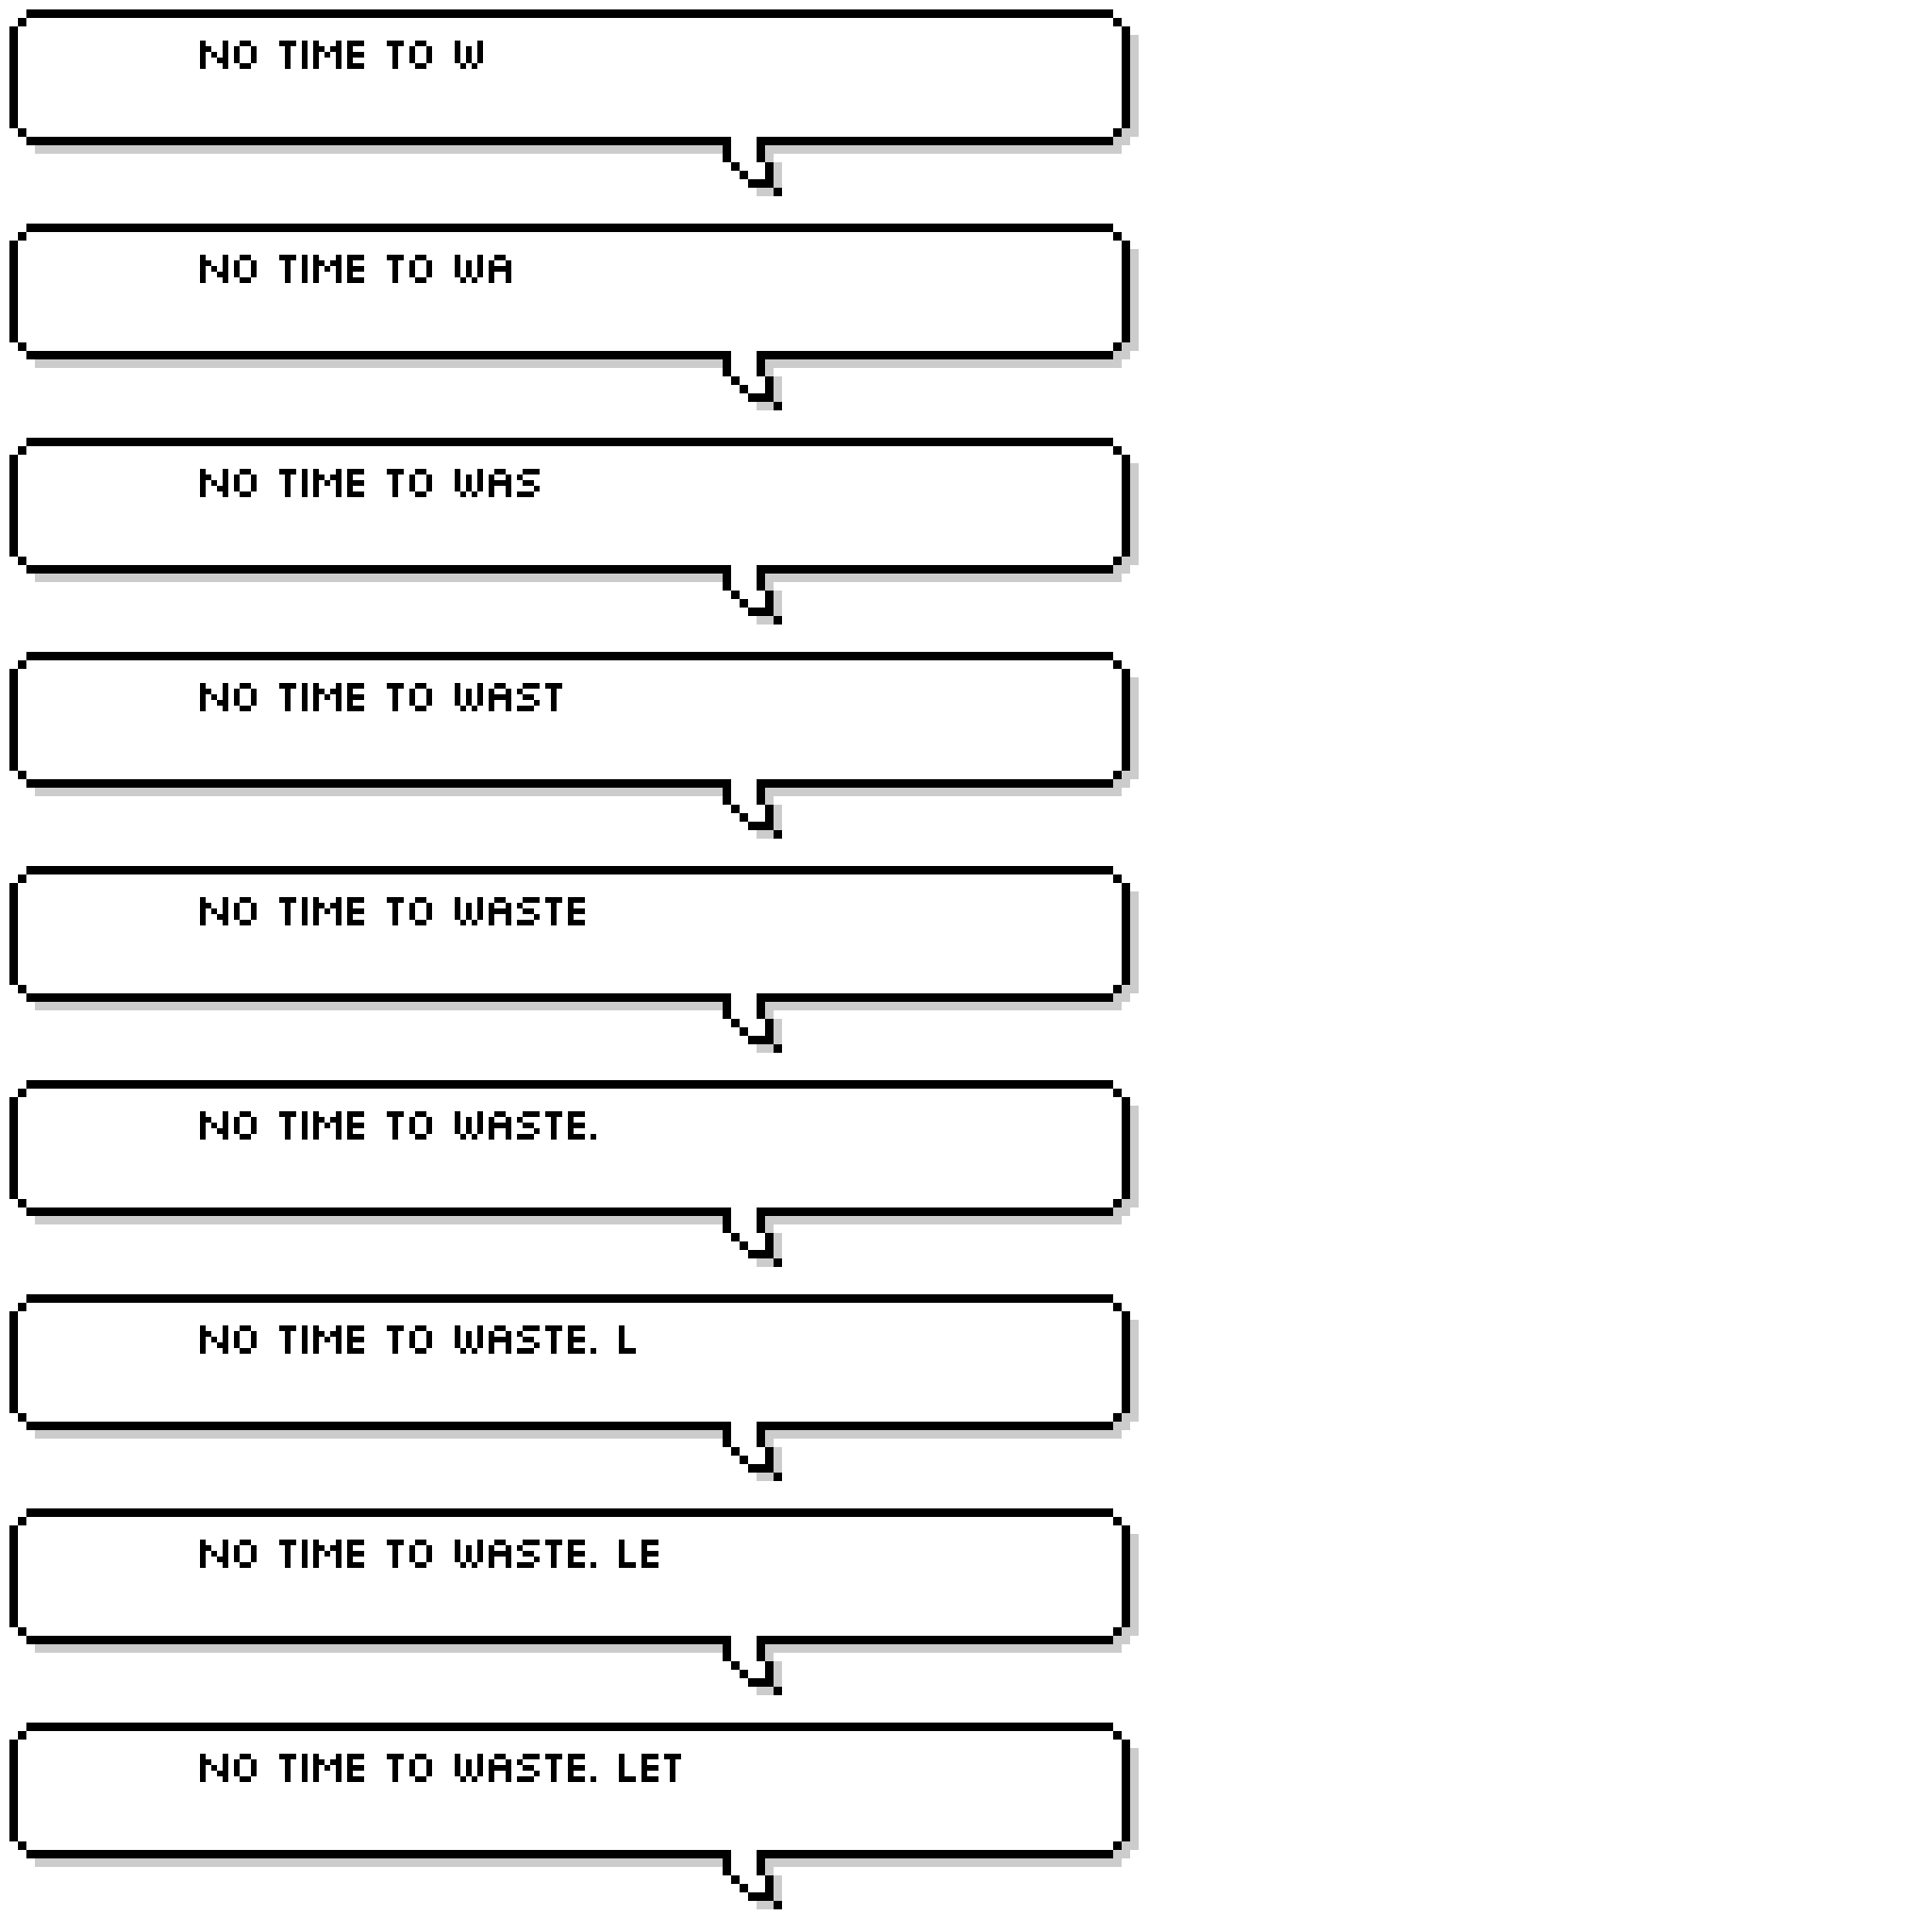 NO TIME TO W
NO TIME TO WA
NO TIME TO WAS
NO TIME TO WAST
NO TIME TO WASTE
NO TIME TO WASTE.
NO TIME TO WASTE. L
NO TIME TO WASTE. LE
NO TIME TO WASTE. LET